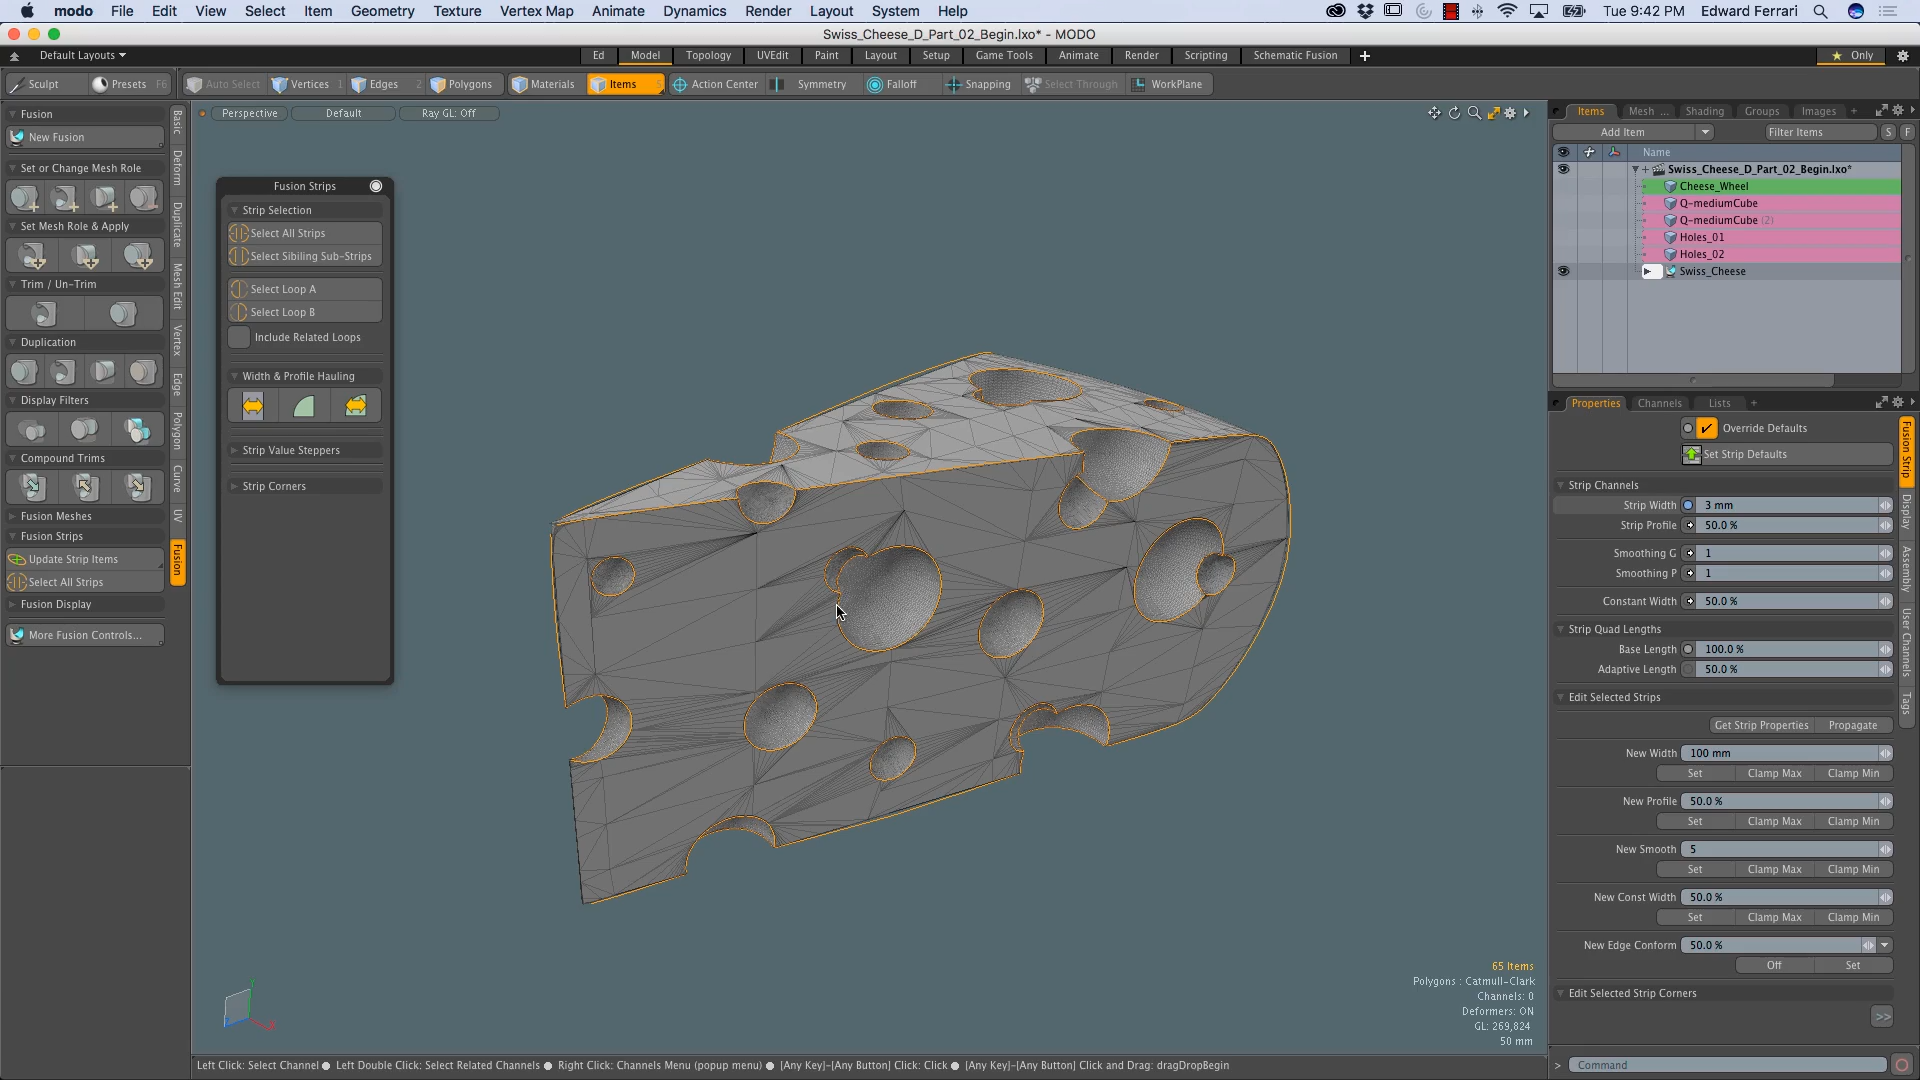 modo File Edit View Select Item Geometry Texture Vertex Map Animate Dynamics Render Layout System Help Tue 9:42 PM Edward Ferrari
Swiss_Cheese_D_Part_02_Begin.lxo* - MODO
Default Layouts Ed Model Topology UVEdit Paint Layout Setup Game Tools Animate Render Scripting Schematic Fusion + Only
Sculpt Presets F6 Auto Select Vertices 1 Edges 2 Polygons Materials Items 5 Action Center Symmetry Falloff Snapping Select Through WorkPlane
Fusion
New Fusion
Set or Change Mesh Role
Set Mesh Role & Apply
Trim / Un-Trim
Duplication
Display Filters
Compound Trims
Fusion Meshes
Fusion Strips
Update Strip Items
Select All Strips
Fusion Display
More Fusion Controls...
Basic
Deform
Duplicate
Mesh Edit
Vertex
Edge
Polygon
Curve
UV
Fusion
Perspective Default Ray GL: Off
Fusion Strips
Strip Selection
Select All Strips
Select Sibiling Sub-Strips
Select Loop A
Select Loop B
Include Related Loops
Width & Profile Hauling
Strip Value Steppers
Strip Corners
65 Items
Polygons : Catmull-Clark
Channels: 0
Deformers: ON
GL: 269,824
50 mm
Items Mesh ... Shading Groups Images +
Add Item Filter Items S F
Name
Swiss_Cheese_D_Part_02_Begin.lxo*
Cheese_Wheel
Q-mediumCube
Q-mediumCube (2)
Holes_01
Holes_02
Swiss_Cheese
Properties Channels Lists +
Override Defaults
Set Strip Defaults
Strip Channels
Strip Width 3 mm
Strip Profile 50.0 %
Smoothing G 1
Smoothing P 1
Constant Width 50.0 %
Strip Quad Lengths
Base Length 100.0 %
Adaptive Length 50.0 %
Edit Selected Strips
Get Strip Properties Propagate
New Width 100 mm
Set Clamp Max Clamp Min
New Profile 50.0 %
Set Clamp Max Clamp Min
New Smooth 5
Set Clamp Max Clamp Min
New Const Width 50.0 %
Set Clamp Max Clamp Min
New Edge Conform 50.0 %
Off Set
Edit Selected Strip Corners
>>
Fusion Strip
Display
Assembly
User Channels
Tags
Left Click: Select Channel ● Left Double Click: Select Related Channels ● Right Click: Channels Menu (popup menu) ● [Any Key]-[Any Button] Click: Click ● [Any Key]-[Any Button] Click and Drag: dragDropBegin
> Command